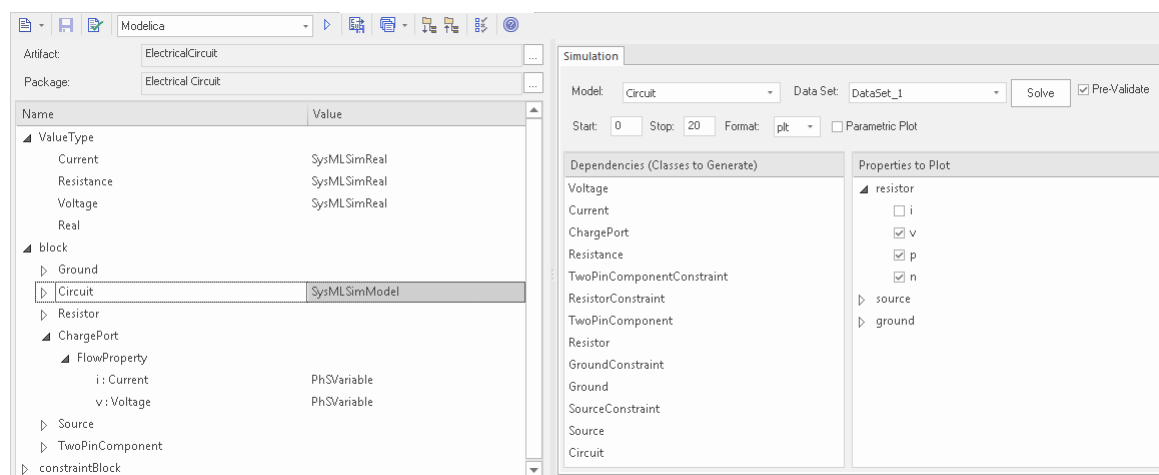 Modelica
Artifact: ElectricalCircuit ...
Package: Electrical Circuit ...
Name Value
ValueType
Current SysMLSimReal
Resistance SysMLSimReal
Voltage SysMLSimReal
Real
block
Ground
Circuit SysMLSimModel
Resistor
ChargePort
FlowProperty
i : Current PhSVariable
v : Voltage PhSVariable
Source
TwoPinComponent
constraintBlock
Simulation
Model: Circuit Data Set: DataSet_1 Solve Pre-Validate
Start: 0 Stop: 20 Format: plt Parametric Plot
Dependencies (Classes to Generate)
Voltage
Current
ChargePort
Resistance
TwoPinComponentConstraint
ResistorConstraint
TwoPinComponent
Resistor
GroundConstraint
Ground
SourceConstraint
Source
Circuit
Properties to Plot
resistor
i
v
p
n
source
ground